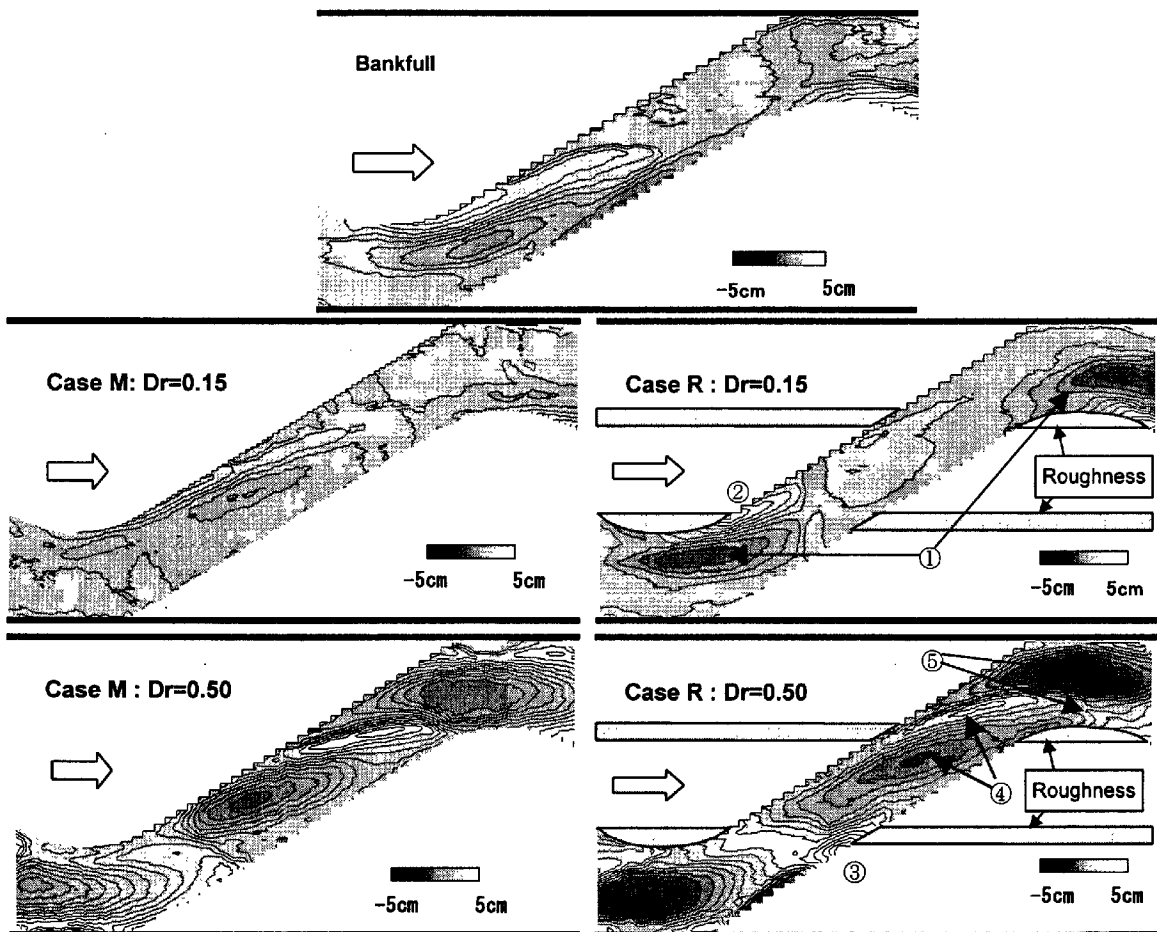 Bankfull
-5cm 5cm
Case M: Dr=0.15
-5cm 5cm
Case R : Dr=0.15
②
Roughness
①
-5cm 5cm
Case M : Dr=0.50
-5cm 5cm
Case R : Dr=0.50
⑤
④
Roughness
③
-5cm 5cm